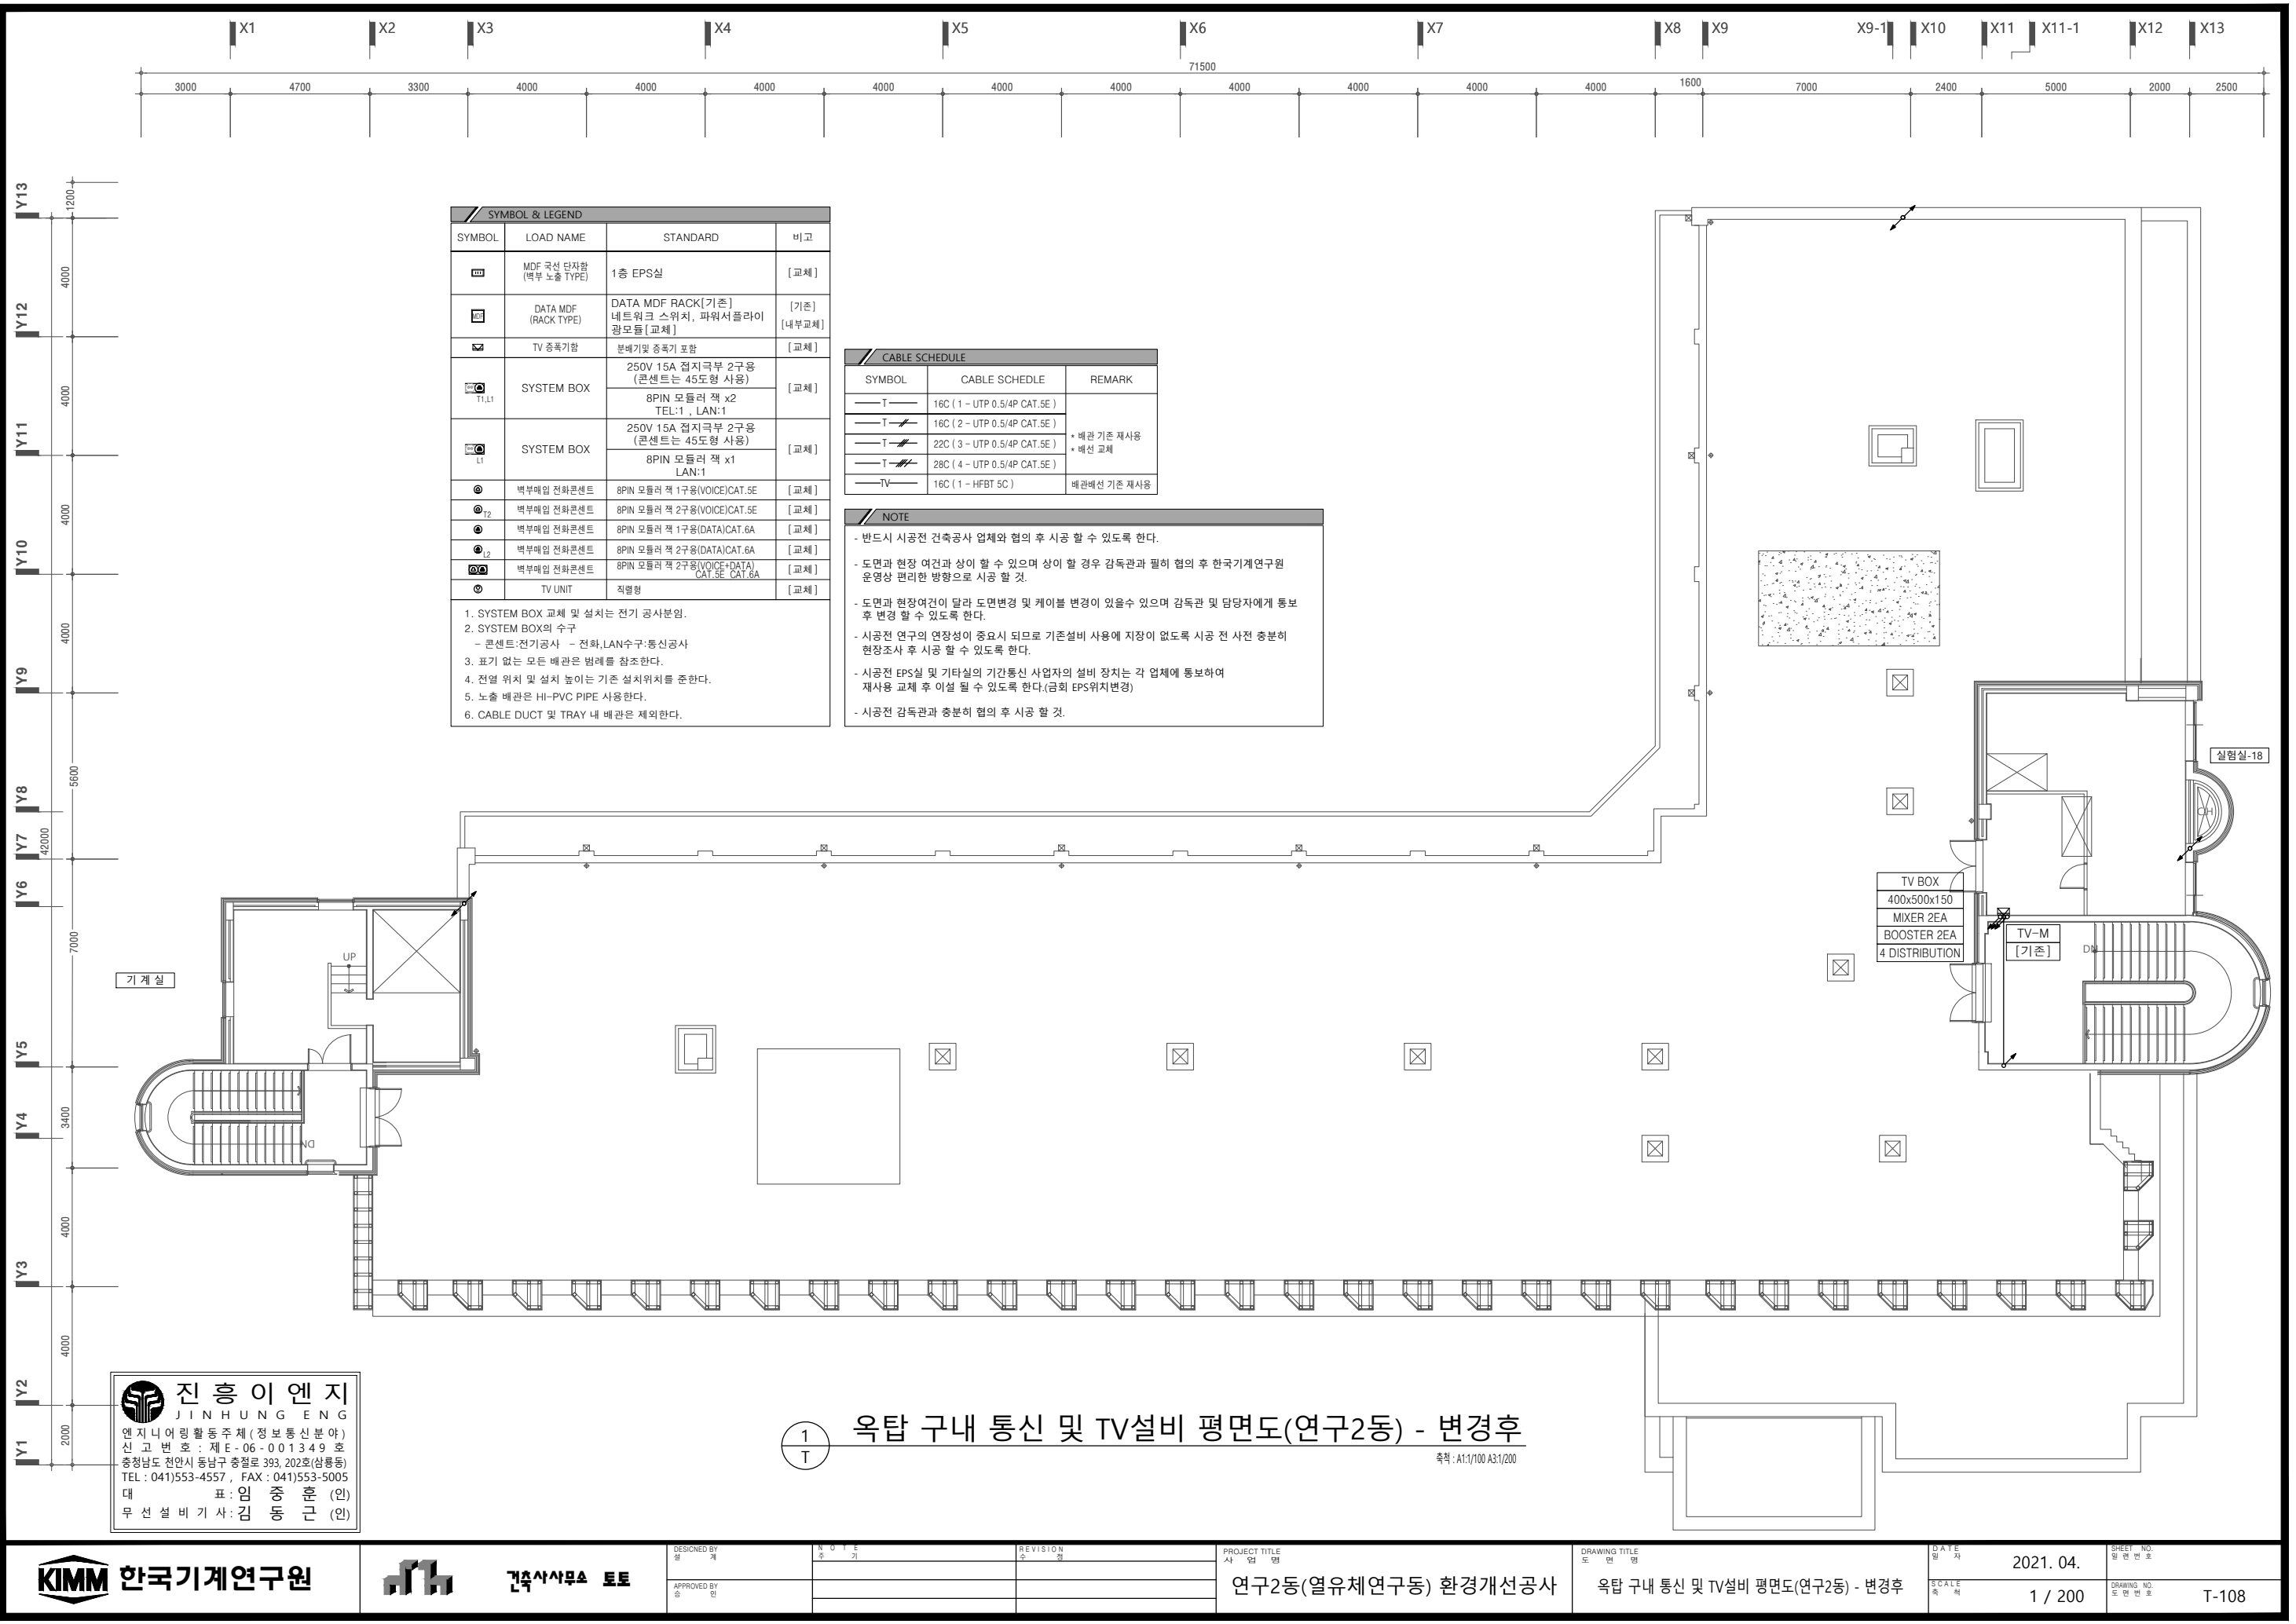 X1 X2 X3 X4 X5 X6 X7 X8 X9 X9-1 X10 X11 X11-1 X12 X13
71500
3000 4700 3300 4000 4000 4000 4000 4000 4000 4000 4000 4000 4000 1600 7000 2400 5000 2000 2500
Y13
1200
4000
Y12
4000
Y11
4000
Y10
4000
Y9
5600
Y8
Y7
42000
Y6
7000
Y5
3400
Y4
4000
Y3
4000
Y2
2000
Y1
SYMBOL & LEGEND
SYMBOL LOAD NAME STANDARD 비고
MDF 국선 단자함
(벽부 노출 TYPE)
1층 EPS실 [교체]
MDF
DATA MDF
(RACK TYPE)
DATA MDF RACK[기존]
네트워크 스위치, 파워서플라이
광모듈[교체]
[기존]
[내부교체]
TV 증폭기함 분배기및 증폭기 포함 [교체]
T1,L1
SYSTEM BOX
250V 15A 접지극부 2구용
(콘센트는 45도형 사용)
8PIN 모듈러 잭 x2
TEL:1 , LAN:1
[교체]
L1
SYSTEM BOX
250V 15A 접지극부 2구용
(콘센트는 45도형 사용)
8PIN 모듈러 잭 x1
LAN:1
[교체]
벽부매입 전화콘센트 8PIN 모듈러 잭 1구용(VOICE)CAT.5E [교체]
T2 벽부매입 전화콘센트 8PIN 모듈러 잭 2구용(VOICE)CAT.5E [교체]
벽부매입 전화콘센트 8PIN 모듈러 잭 1구용(DATA)CAT.6A [교체]
L2 벽부매입 전화콘센트 8PIN 모듈러 잭 2구용(DATA)CAT.6A [교체]
벽부매입 전화콘센트 8PIN 모듈러 잭 2구용(VOICE+DATA) [교체]
CAT.5E CAT.6A
TV UNIT 직렬형 [교체]
1. SYSTEM BOX 교체 및 설치는 전기 공사분임.
2. SYSTEM BOX의 수구
- 콘센트:전기공사 - 전화,LAN수구:통신공사
3. 표기 없는 모든 배관은 범례를 참조한다.
4. 전열 위치 및 설치 높이는 기존 설치위치를 준한다.
5. 노출 배관은 HI-PVC PIPE 사용한다.
6. CABLE DUCT 및 TRAY 내 배관은 제외한다.
CABLE SCHEDULE
SYMBOL CABLE SCHEDLE REMARK
T 16C ( 1 - UTP 0.5/4P CAT.5E )
T 16C ( 2 - UTP 0.5/4P CAT.5E )
T 22C ( 3 - UTP 0.5/4P CAT.5E )
T 28C ( 4 - UTP 0.5/4P CAT.5E )
* 배관 기존 재사용
* 배선 교체
TV 16C ( 1 - HFBT 5C ) 배관배선 기존 재사용
NOTE
- 반드시 시공전 건축공사 업체와 협의 후 시공 할 수 있도록 한다.
- 도면과 현장 여건과 상이 할 수 있으며 상이 할 경우 감독관과 필히 협의 후 한국기계연구원
운영상 편리한 방향으로 시공 할 것.
- 도면과 현장여건이 달라 도면변경 및 케이블 변경이 있을수 있으며 감독관 및 담당자에게 통보
후 변경 할 수 있도록 한다.
- 시공전 연구의 연장성이 중요시 되므로 기존설비 사용에 지장이 없도록 시공 전 사전 충분히
현장조사 후 시공 할 수 있도록 한다.
- 시공전 EPS실 및 기타실의 기간통신 사업자의 설비 장치는 각 업체에 통보하여
재사용 교체 후 이설 될 수 있도록 한다.(금회 EPS위치변경)
- 시공전 감독관과 충분히 협의 후 시공 할 것.
실험실-18
TV BOX
400x500x150
MIXER 2EA
BOOSTER 2EA
4 DISTRIBUTION
TV-M
[기존]
DN
기 계 실
UP
DN
진 흥 이 엔 지
JINHUNG ENG
엔지니어링활동주체(정보통신분야)
신 고 번 호 : 제 E - 06 - 001349 호
충청남도 천안시 동남구 충절로 393, 202호(삼룡동)
TEL : 041)553-4557 , FAX : 041)553-5005
대 표 : 임 중 훈 (인)
무 선 설 비 기 사 : 김 동 근 (인)
1
T
옥탑 구내 통신 및 TV설비 평면도(연구2동) - 변경후
축척 : A1:1/100 A3:1/200
KIMM 한국기계연구원
건축사사무소 토토
DESIGNED BY
설 계
APPROVED BY
승 인
NOTE
주 기
REVISION
수 정
PROJECT TITLE
사 업 명
연구2동(열유체연구동) 환경개선공사
DRAWING TITLE
도 면 명
옥탑 구내 통신 및 TV설비 평면도(연구2동) - 변경후
DATE
일 자
2021. 04.
SCALE
축 척
1 / 200
SHEET NO.
일 련 번 호
DRAWING NO.
도 면 번 호
T-108